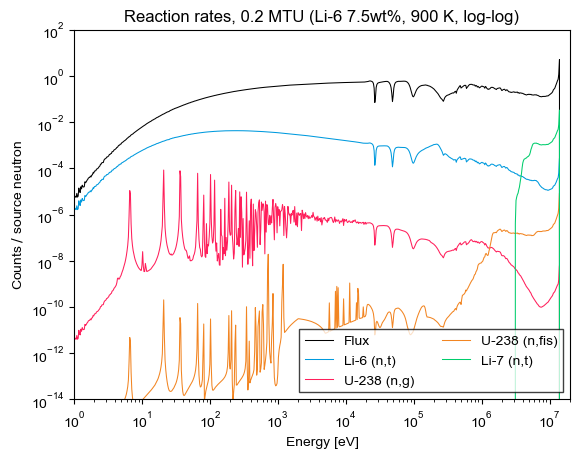 Reaction rates, 0.2 MTU (Li-6 7.5wt%, 900 K, log-log)
Counts / source neutron
10^2
10^0
10^−2
10^−4
10^−6
10^−8
10^−10
10^−12
10^−14
10^0 10^1 10^2 10^3 10^4 10^5 10^6 10^7
Energy [eV]
Flux
Li-6 (n,t)
U-238 (n,g)
U-238 (n,fis)
Li-7 (n,t)